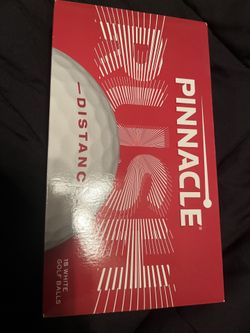 PINNACLE®
RUSH
—DISTANC
15 WHITE
GOLF BALLS